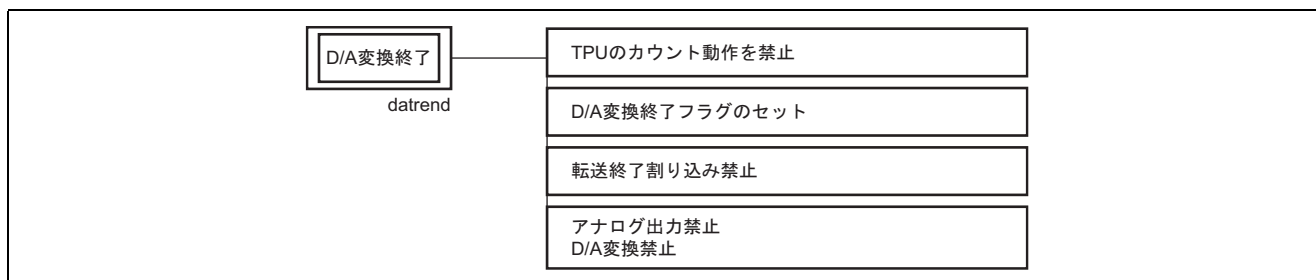 D/A変換終了
datrend
TPUのカウント動作を禁止
D/A変換終了フラグのセット
転送終了割り込み禁止
アナログ出力禁止
D/A変換禁止